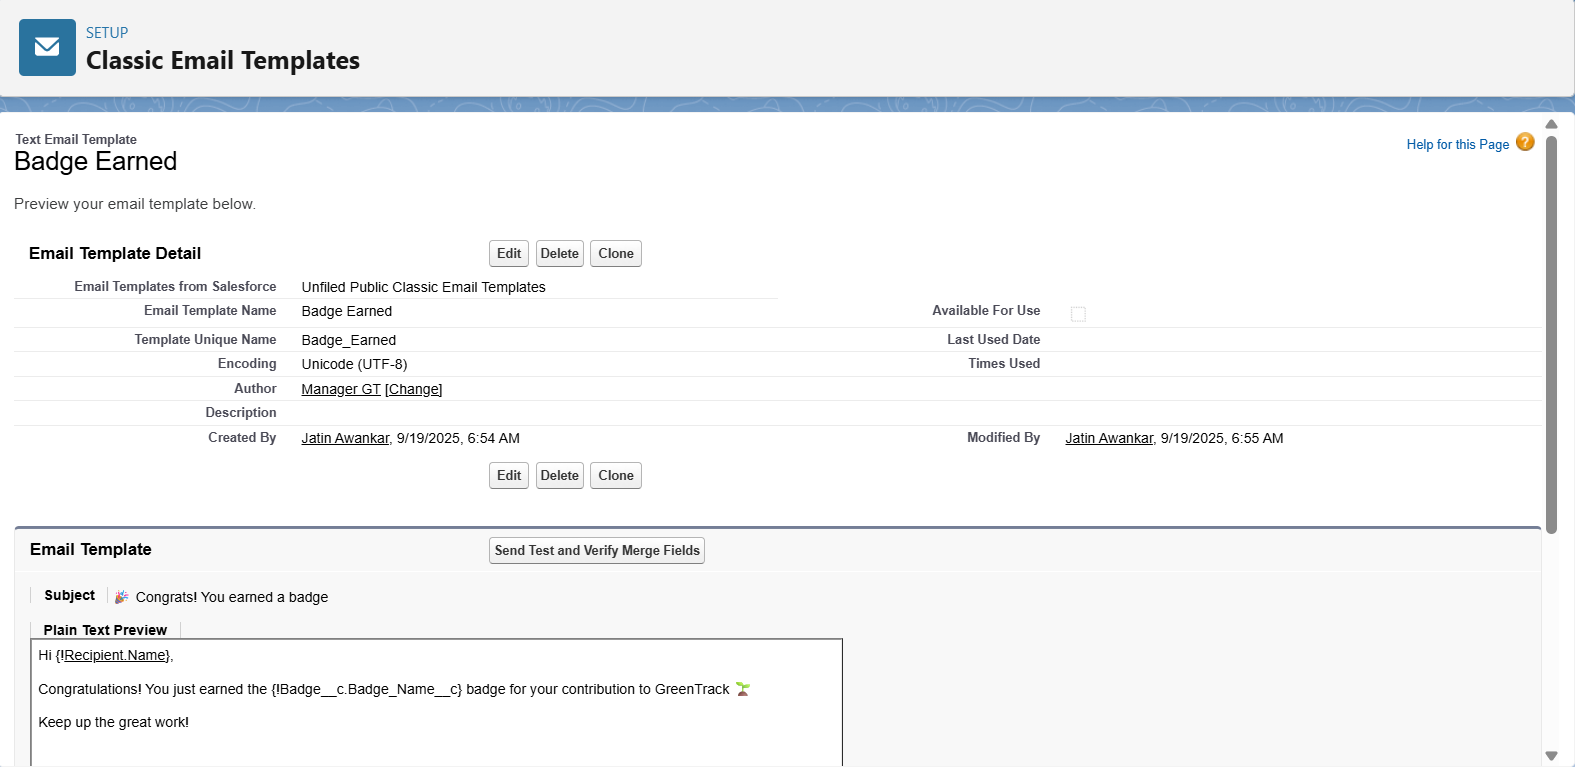 SETUP
Classic Email Templates
Text Email Template
Badge Earned
Help for this Page ?
Preview your email template below.
Email Template Detail
Edit Delete Clone
Email Templates from Salesforce Unfiled Public Classic Email Templates
Email Template Name Badge Earned Available For Use
Template Unique Name Badge_Earned Last Used Date
Encoding Unicode (UTF-8) Times Used
Author Manager GT [Change]
Description
Created By Jatin Awankar, 9/19/2025, 6:54 AM Modified By Jatin Awankar, 9/19/2025, 6:55 AM
Edit Delete Clone
Email Template Send Test and Verify Merge Fields
Subject 🎉 Congrats! You earned a badge
Plain Text Preview
Hi {!Recipient.Name},
Congratulations! You just earned the {!Badge__c.Badge_Name__c} badge for your contribution to GreenTrack 🌱
Keep up the great work!